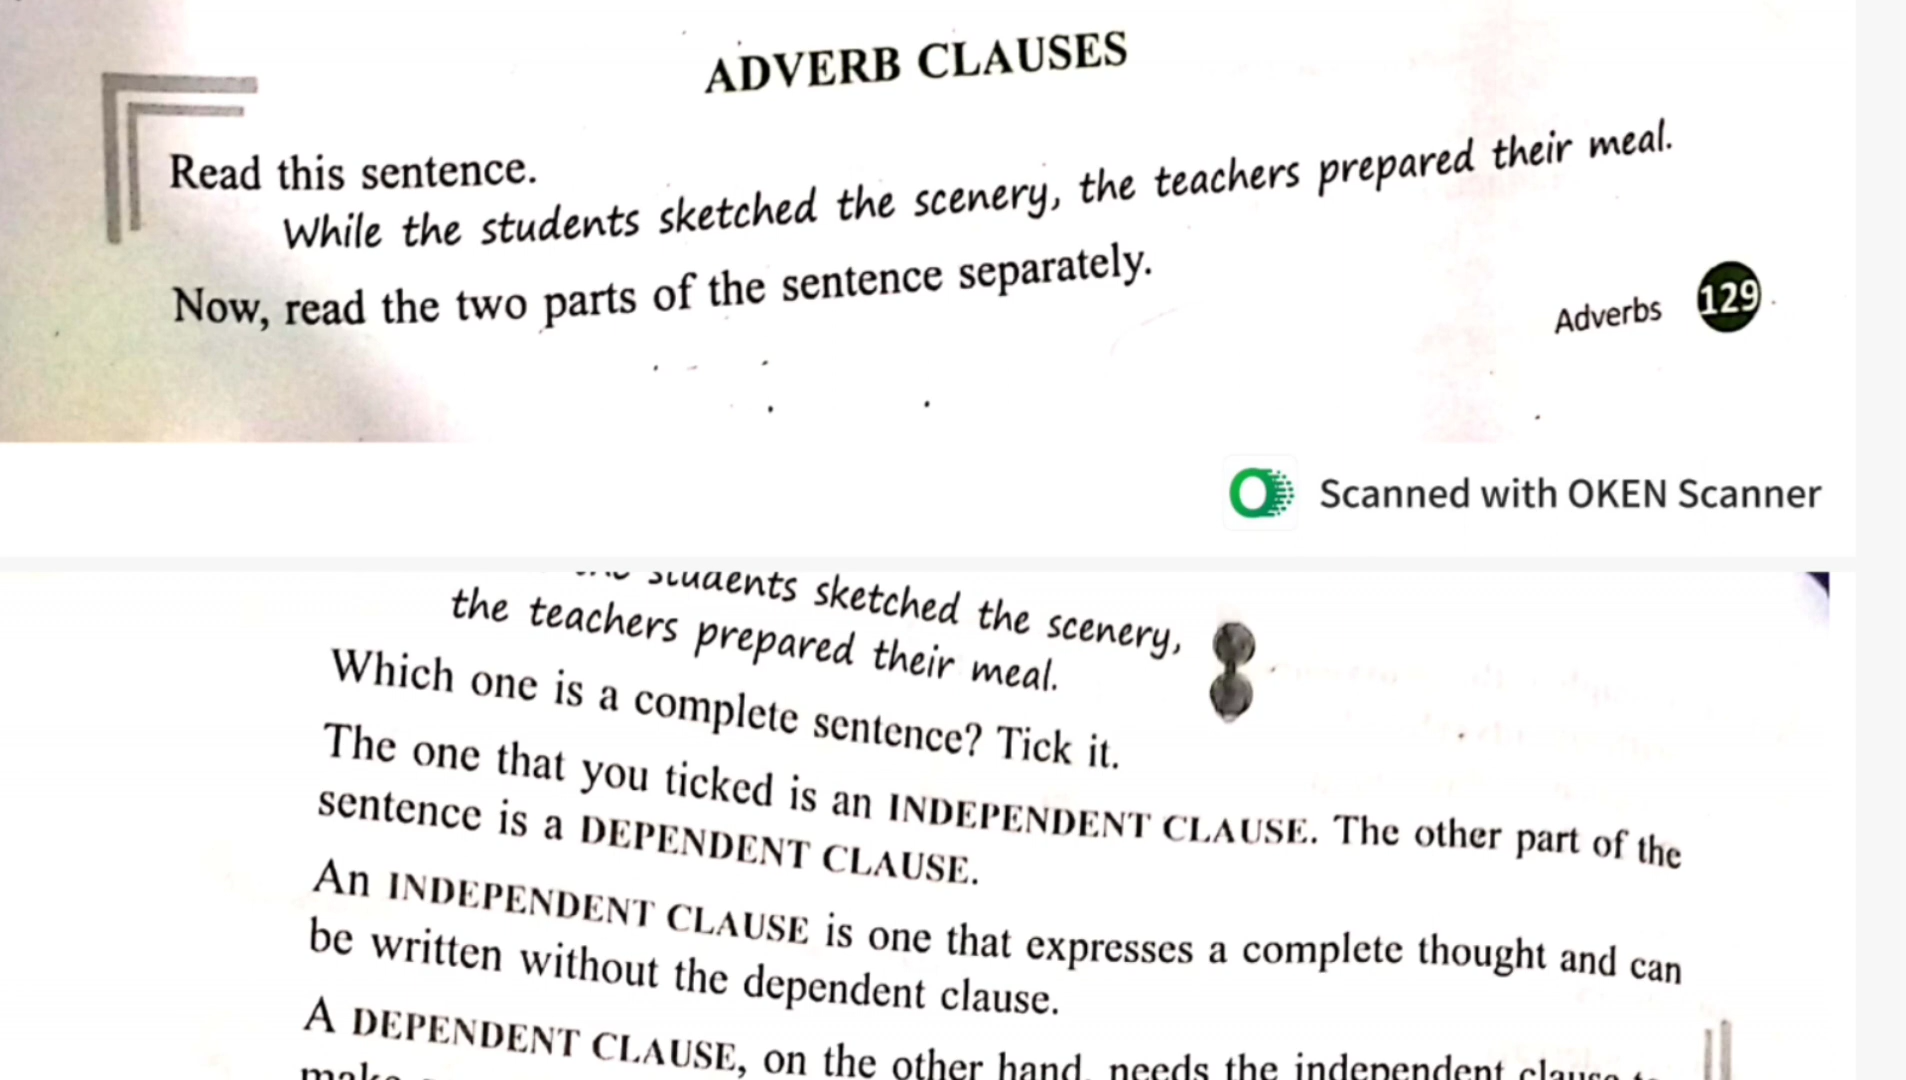 ADVERB CLAUSES
Read this sentence.
While the students sketched the scenery, the teachers prepared their meal.
Now, read the two parts of the sentence separately.
Adverbs 129
Scanned with OKEN Scanner
students sketched the scenery,
the teachers prepared their meal.
Which one is a complete sentence? Tick it.
The one that you ticked is an INDEPENDENT CLAUSE. The other part of the
sentence is a DEPENDENT CLAUSE.
An INDEPENDENT CLAUSE is one that expresses a complete thought and can
be written without the dependent clause.
A DEPENDENT CLAUSE, on the other hand, needs the independent clause